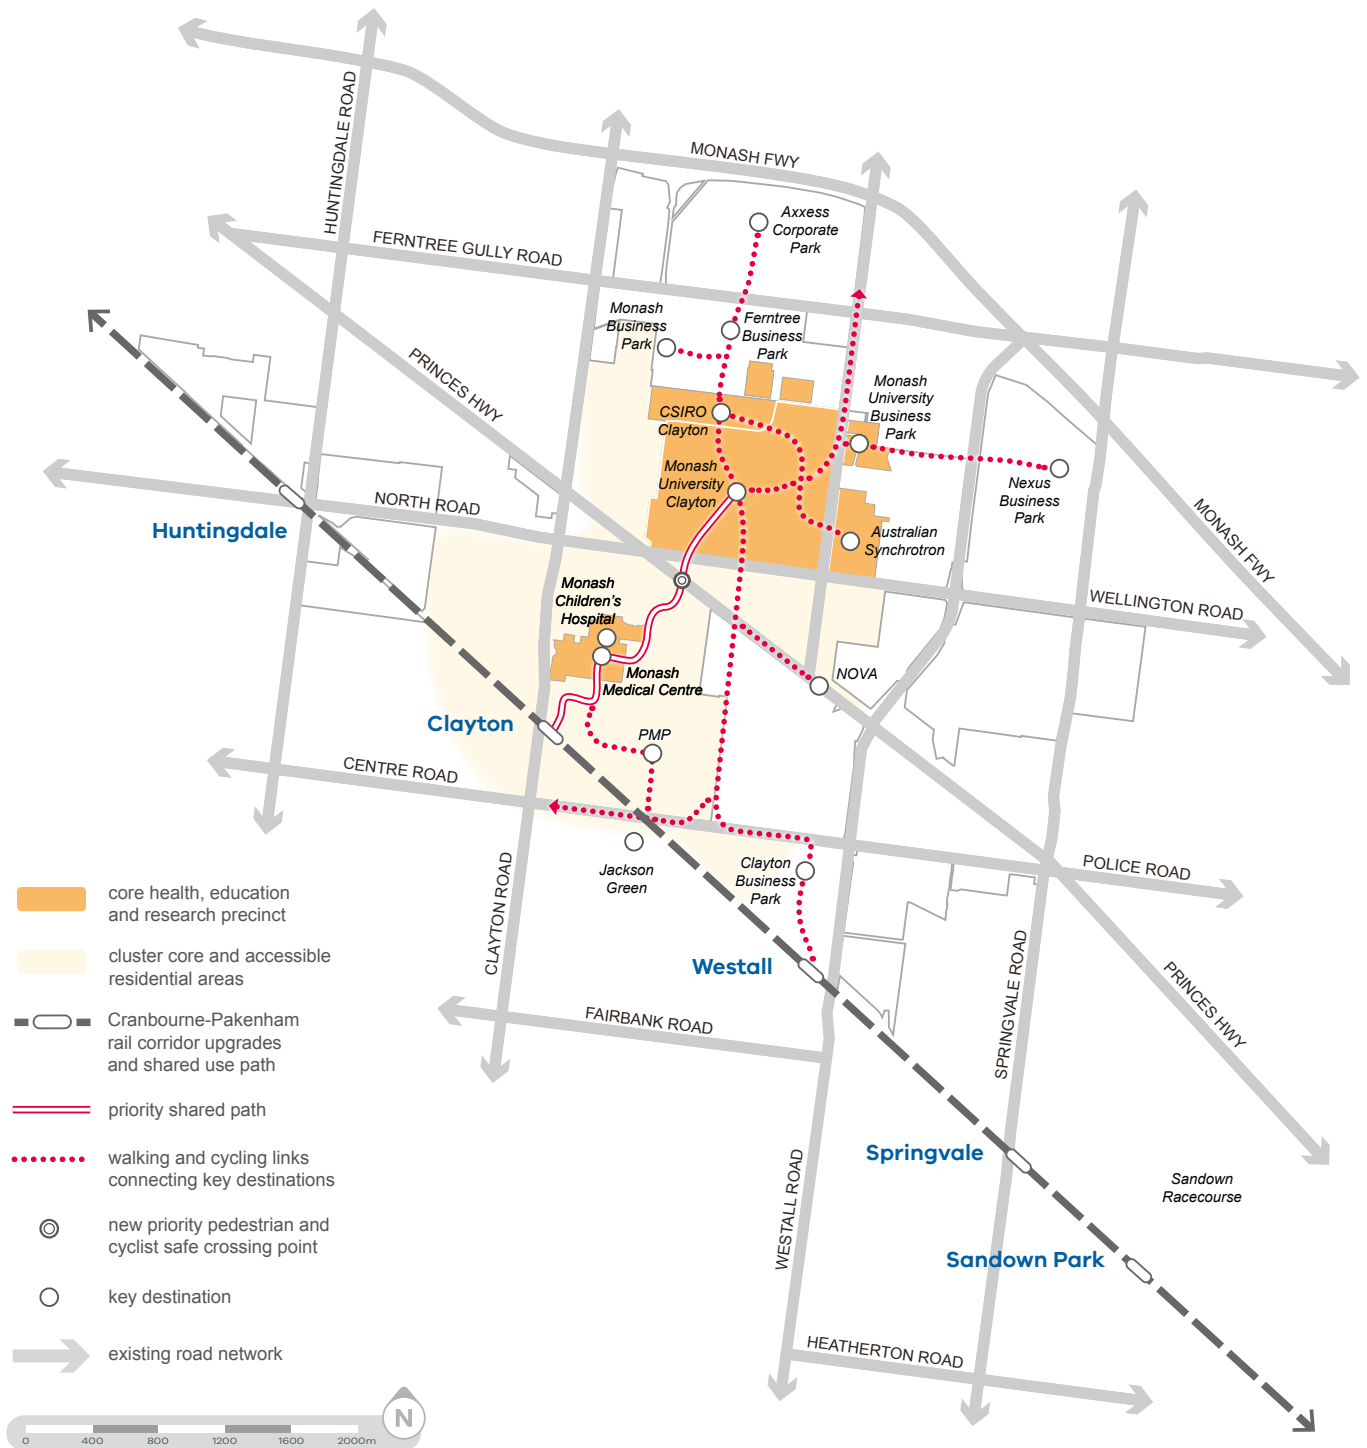 HUNTINGDALE ROAD
MONASH FWY
Axxess
Corporate
Park
FERNTREE GULLY ROAD
Monash
Business
Park
Ferntree
Business
Park
PRINCES HWY
Monash
University
Business
Park
CSIRO
Clayton
Monash
University
Clayton
Nexus
Business
Park
MONASH FWY
NORTH ROAD
Huntingdale
Australian
Synchrotron
Monash
Children's
Hospital
WELLINGTON ROAD
Monash
Medical Centre
NOVA
Clayton
PMP
CENTRE ROAD
Jackson
Green
Clayton
Business
Park
POLICE ROAD
CLAYTON ROAD
Westall
SPRINGVALE ROAD
PRINCES HWY
FAIRBANK ROAD
Springvale
Sandown
Racecourse
WESTALL ROAD
Sandown Park
HEATHERTON ROAD
core health, education
and research precinct
cluster core and accessible
residential areas
Cranbourne-Pakenham
rail corridor upgrades
and shared use path
priority shared path
walking and cycling links
connecting key destinations
new priority pedestrian and
cyclist safe crossing point
key destination
existing road network
N
0 400 800 1200 1600 2000m